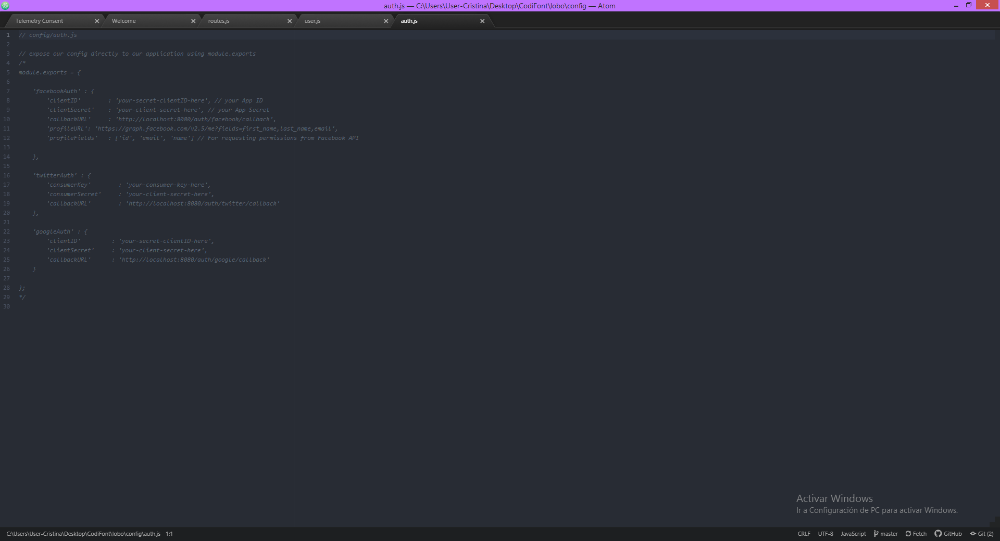 auth.js — C:\Users\User-Cristina\Desktop\CodiFont\lobo\config — Atom
Telemetry Consent
Welcome
routes.js
user.js
auth.js
1 // config/auth.js
2
3 // expose our config directly to our application using module.exports
4 /*
5 module.exports = {
6
7     'facebookAuth' : {
8         'clientID'        : 'your-secret-clientID-here', // your App ID
9         'clientSecret'    : 'your-client-secret-here', // your App Secret
10         'callbackURL'     : 'http://localhost:8080/auth/facebook/callback',
11         'profileURL': 'https://graph.facebook.com/v2.5/me?fields=first_name,last_name,email',
12         'profileFields'   : ['id', 'email', 'name'] // For requesting permissions from Facebook API
13
14     },
15
16     'twitterAuth' : {
17         'consumerKey'        : 'your-consumer-key-here',
18         'consumerSecret'     : 'your-client-secret-here',
19         'callbackURL'        : 'http://localhost:8080/auth/twitter/callback'
20     },
21
22     'googleAuth' : {
23         'clientID'         : 'your-secret-clientID-here',
24         'clientSecret'     : 'your-client-secret-here',
25         'callbackURL'      : 'http://localhost:8080/auth/google/callback'
26     }
27
28 };
29 */
30
Activar Windows
Ir a Configuración de PC para activar Windows.
C:\Users\User-Cristina\Desktop\CodiFont\lobo\config\auth.js 1:1
CRLF UTF-8 JavaScript master Fetch GitHub Git (2)